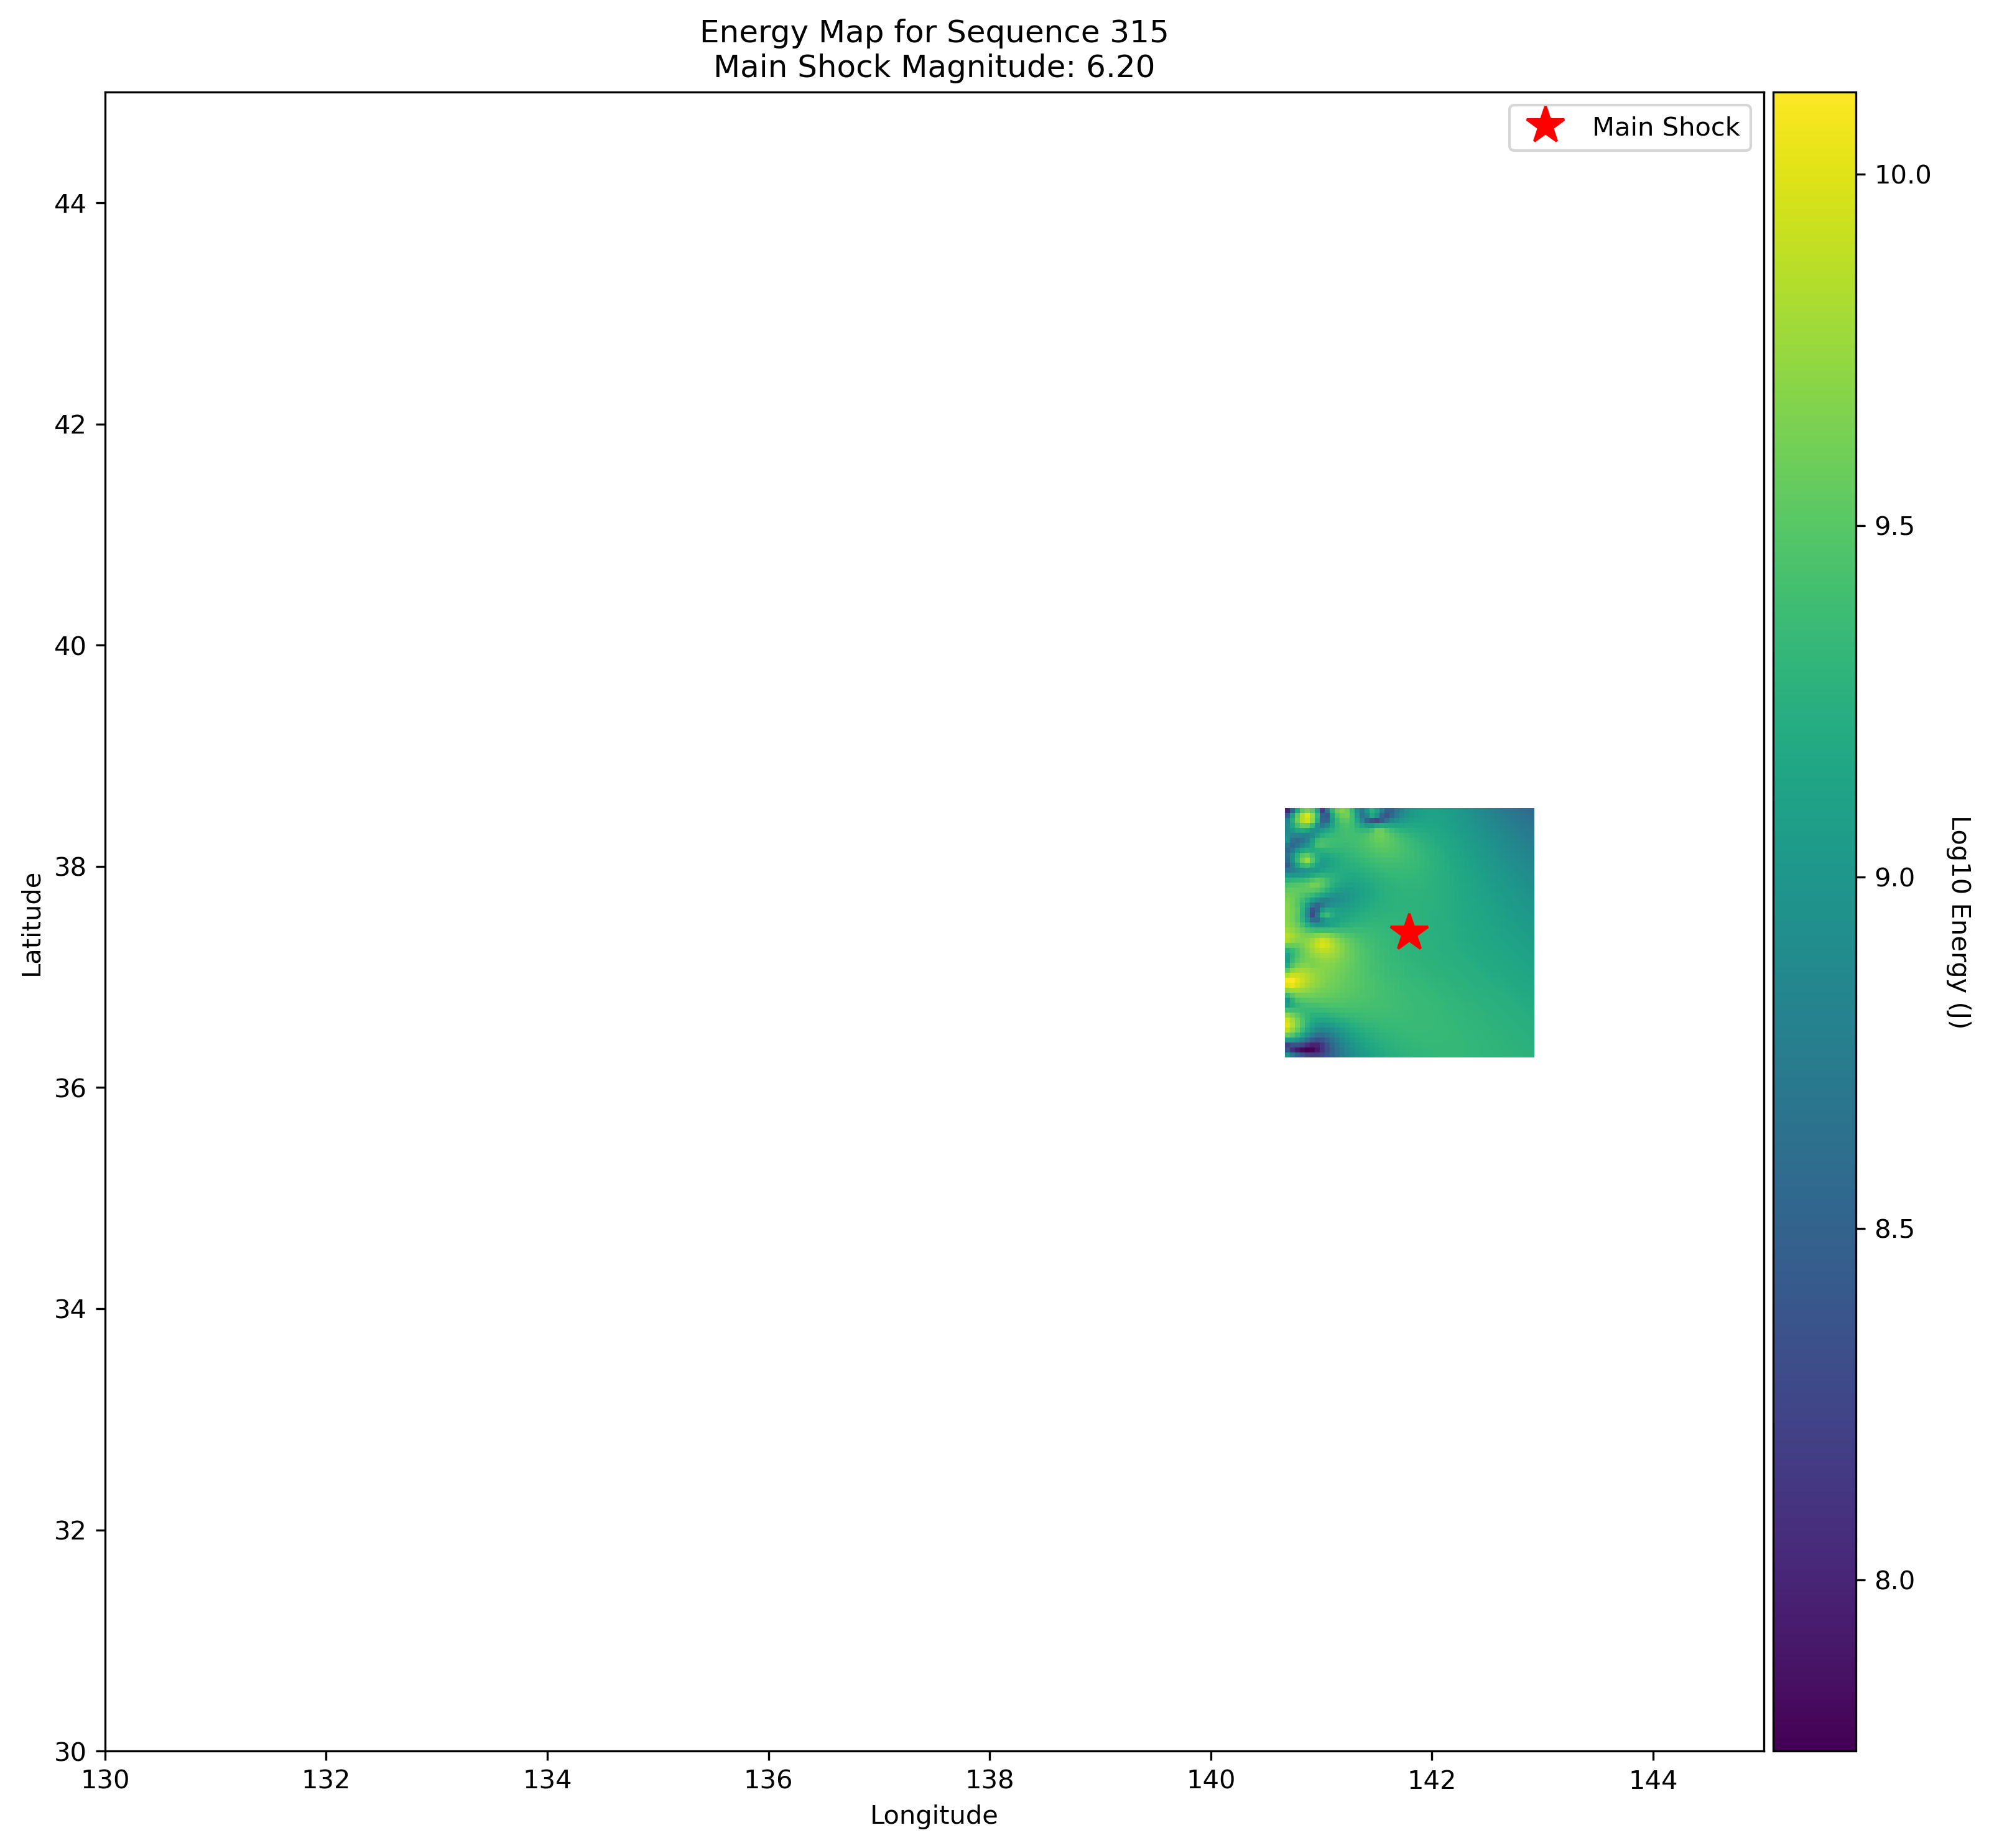 Energy Map for Sequence 315
Main Shock Magnitude: 6.20
Main Shock
44
42
40
38
36
34
32
30
Latitude
130 132 134 136 138 140 142 144
Longitude
10.0
9.5
9.0
8.5
8.0
Log10 Energy (J)